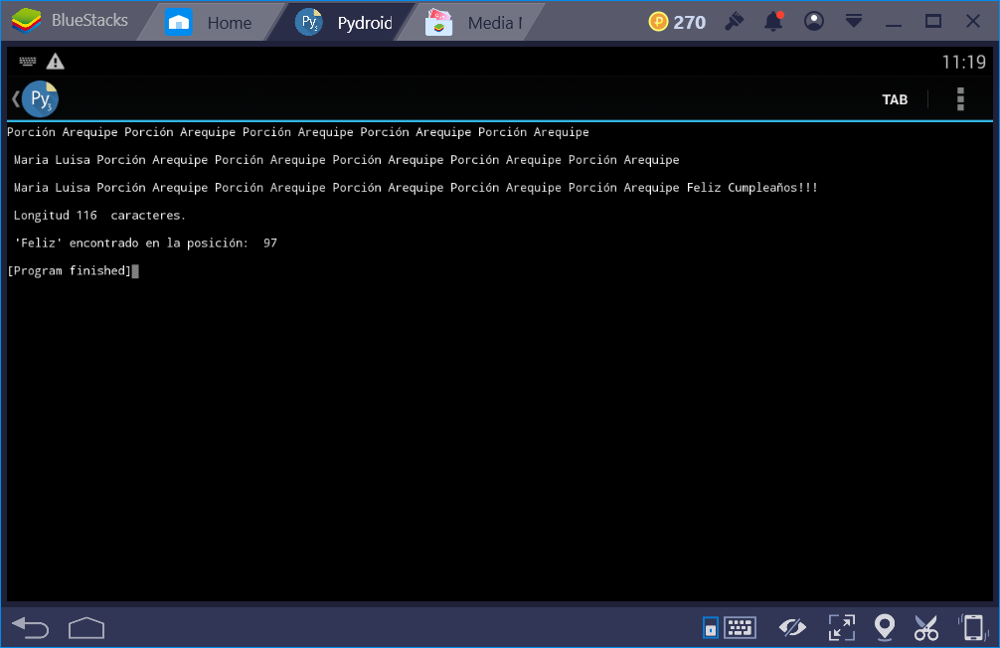 BlueStacks Home Pydroid Media 270
11:19
Py3 TAB
Porción Arequipe Porción Arequipe Porción Arequipe Porción Arequipe Porción Arequipe
Maria Luisa Porción Arequipe Porción Arequipe Porción Arequipe Porción Arequipe Porción Arequipe
Maria Luisa Porción Arequipe Porción Arequipe Porción Arequipe Porción Arequipe Porción Arequipe Feliz Cumpleaños!!!
Longitud 116  caracteres.
'Feliz' encontrado en la posición:  97
[Program finished]